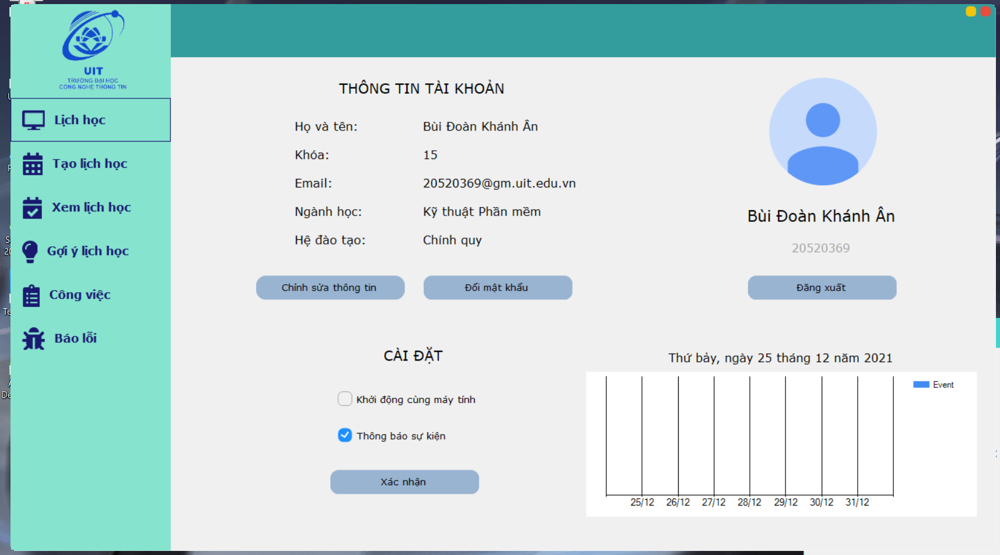 UIT
TRƯỜNG ĐẠI HỌC
CÔNG NGHỆ THÔNG TIN
Lịch học
Tạo lịch học
Xem lịch học
Gợi ý lịch học
Công việc
Báo lỗi
THÔNG TIN TÀI KHOẢN
Họ và tên: Bùi Đoàn Khánh Ân
Khóa: 15
Email: 20520369@gm.uit.edu.vn
Ngành học: Kỹ thuật Phần mềm
Hệ đào tạo: Chính quy
Chỉnh sửa thông tin
Đổi mật khẩu
Bùi Đoàn Khánh Ân
20520369
Đăng xuất
CÀI ĐẶT
Khởi động cùng máy tính
Thông báo sự kiện
Xác nhận
Thứ bảy, ngày 25 tháng 12 năm 2021
Event
25/12 26/12 27/12 28/12 29/12 30/12 31/12